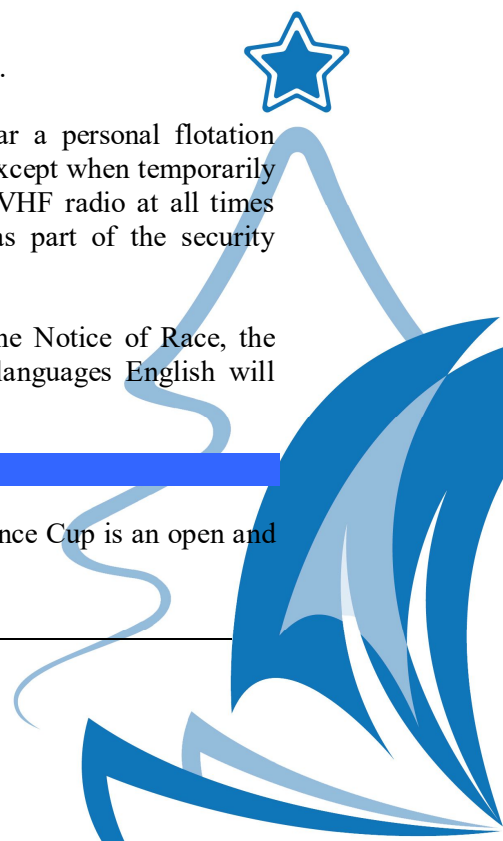 .
ar a personal flotation
xcept when temporarily
VHF radio at all times
as part of the security
ne Notice of Race, the
languages English will
nce Cup is an open and